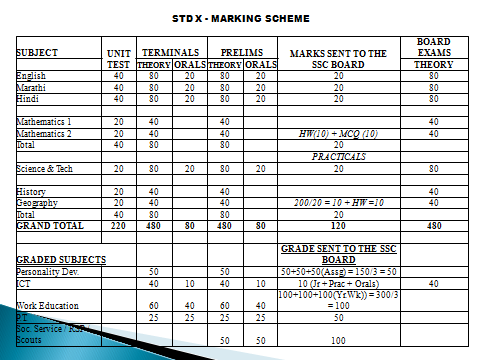 STD X - MARKING SCHEME
SUBJECT UNIT TEST TERMINALS PRELIMS MARKS SENT TO THE SSC BOARD BOARD EXAMS
THEORY ORALS THEORY ORALS THEORY
English 40 80 20 80 20 20 80
Marathi 40 80 20 80 20 20 80
Hindi 40 80 20 80 20 20 80
Mathematics 1 20 40 40 40
Mathematics 2 20 40 40 HW(10) + MCQ (10) 40
Total 40 80 80 20
PRACTICALS
Science & Tech 20 80 20 80 20 20 80
History 20 40 40 40
Geography 20 40 40 200/20 = 10 + HW =10 40
Total 40 80 80 20
GRAND TOTAL 220 480 80 480 80 120 480
GRADED SUBJECTS GRADE SENT TO THE SSC BOARD
Personality Dev. 50 50 50+50+50(Assg) = 150/3 = 50
ICT 40 10 40 10 10 (Jr + Prac + Orals) 40
Work Education 60 40 60 40 100+100+100(Yr.Wk)) = 300/3 = 100
P.T. 25 25 25 25 50
Soc. Service / RSP / Scouts 50 50 100